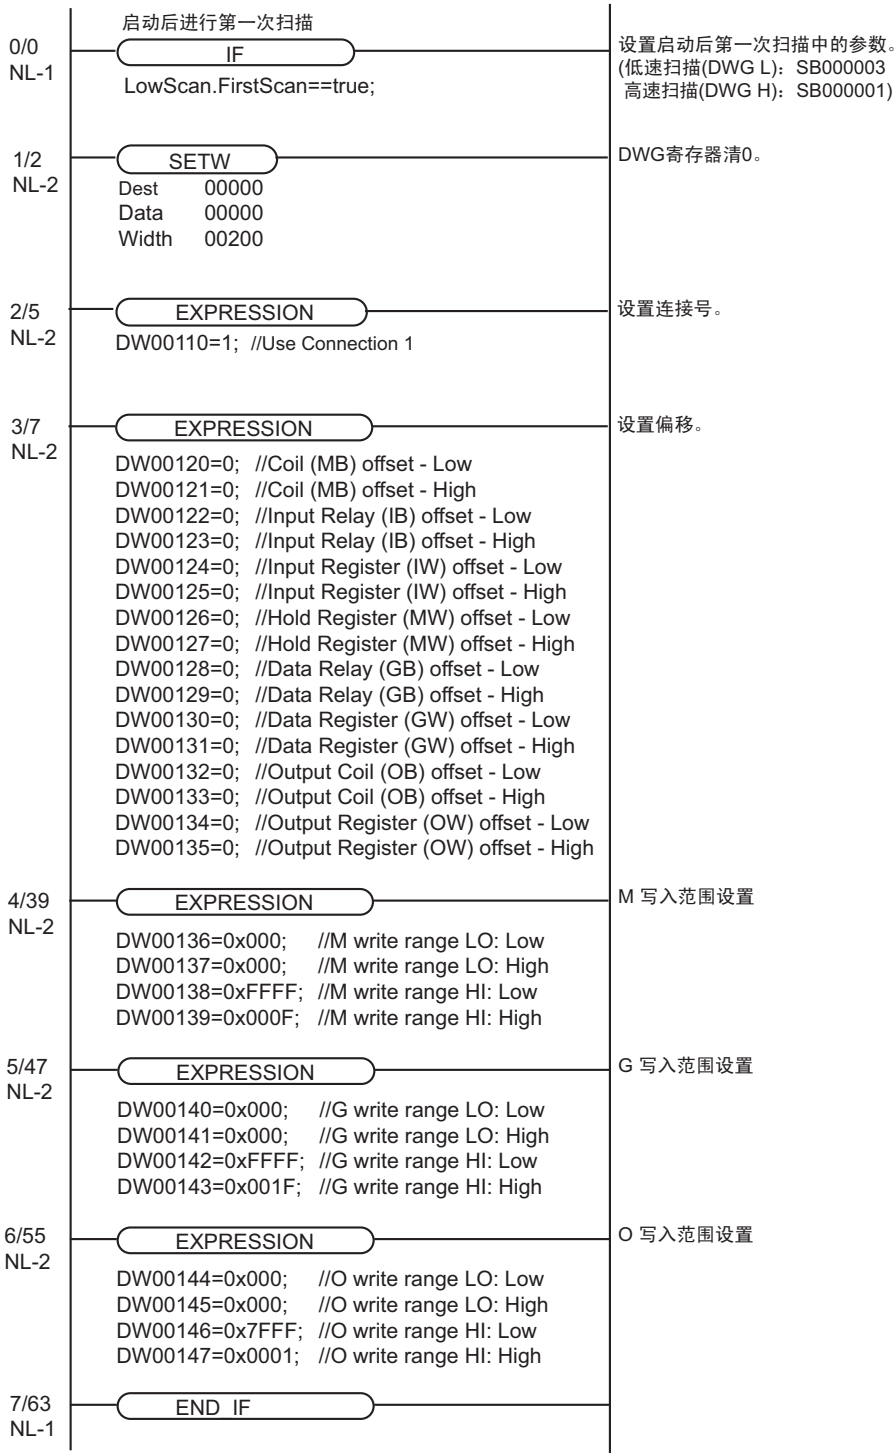 启动后进行第一次扫描
0/0
NL-1
IF
LowScan.FirstScan==true;
设置启动后第一次扫描中的参数。
(低速扫描(DWG L)：SB000003
高速扫描(DWG H)：SB000001)
1/2
NL-2
SETW
Dest 00000
Data 00000
Width 00200
DWG寄存器清0。
2/5
NL-2
EXPRESSION
DW00110=1; //Use Connection 1
设置连接号。
3/7
NL-2
EXPRESSION
设置偏移。
DW00120=0; //Coil (MB) offset - Low
DW00121=0; //Coil (MB) offset - High
DW00122=0; //Input Relay (IB) offset - Low
DW00123=0; //Input Relay (IB) offset - High
DW00124=0; //Input Register (IW) offset - Low
DW00125=0; //Input Register (IW) offset - High
DW00126=0; //Hold Register (MW) offset - Low
DW00127=0; //Hold Register (MW) offset - High
DW00128=0; //Data Relay (GB) offset - Low
DW00129=0; //Data Relay (GB) offset - High
DW00130=0; //Data Register (GW) offset - Low
DW00131=0; //Data Register (GW) offset - High
DW00132=0; //Output Coil (OB) offset - Low
DW00133=0; //Output Coil (OB) offset - High
DW00134=0; //Output Register (OW) offset - Low
DW00135=0; //Output Register (OW) offset - High
4/39
NL-2
EXPRESSION
M 写入范围设置
DW00136=0x000; //M write range LO: Low
DW00137=0x000; //M write range LO: High
DW00138=0xFFFF; //M write range HI: Low
DW00139=0x000F; //M write range HI: High
5/47
NL-2
EXPRESSION
G 写入范围设置
DW00140=0x000; //G write range LO: Low
DW00141=0x000; //G write range LO: High
DW00142=0xFFFF; //G write range HI: Low
DW00143=0x001F; //G write range HI: High
6/55
NL-2
EXPRESSION
O 写入范围设置
DW00144=0x000; //O write range LO: Low
DW00145=0x000; //O write range LO: High
DW00146=0x7FFF; //O write range HI: Low
DW00147=0x0001; //O write range HI: High
7/63
NL-1
END IF